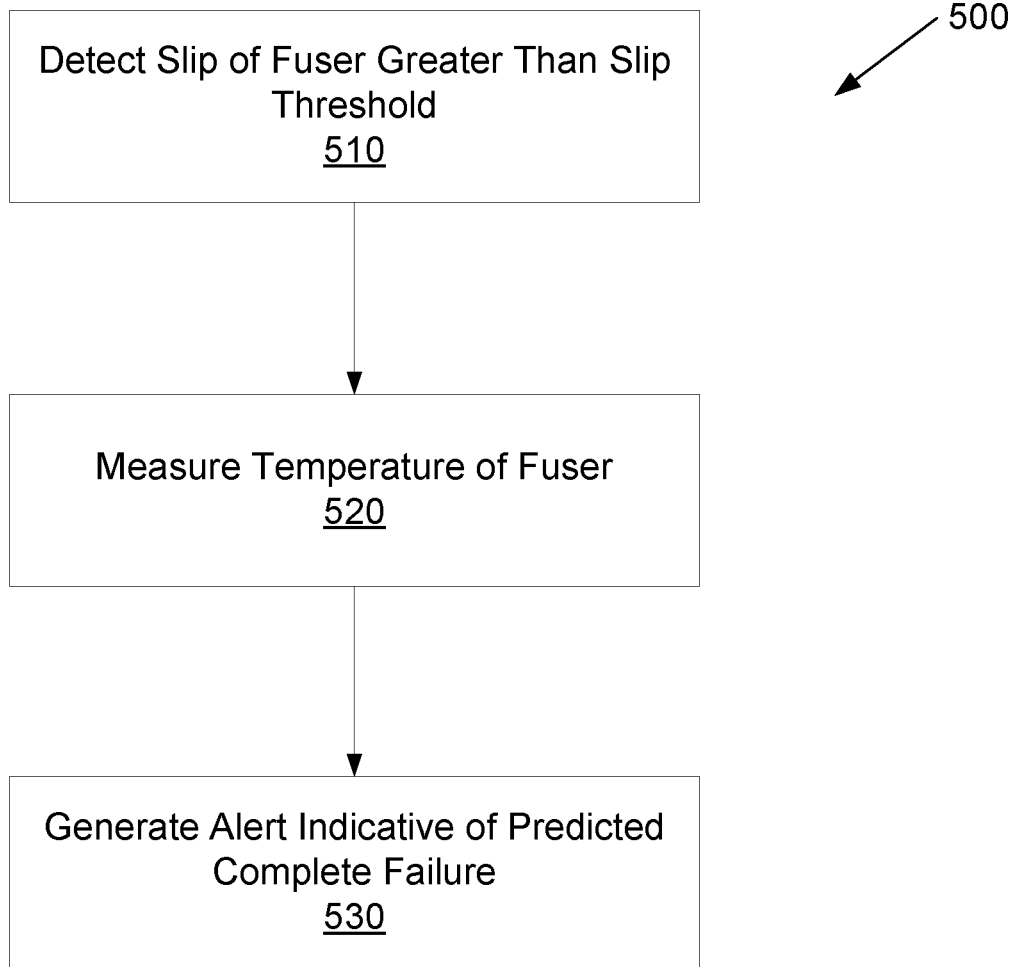 500
Detect Slip of Fuser Greater Than Slip
Threshold
510
Measure Temperature of Fuser
520
Generate Alert Indicative of Predicted
Complete Failure
530